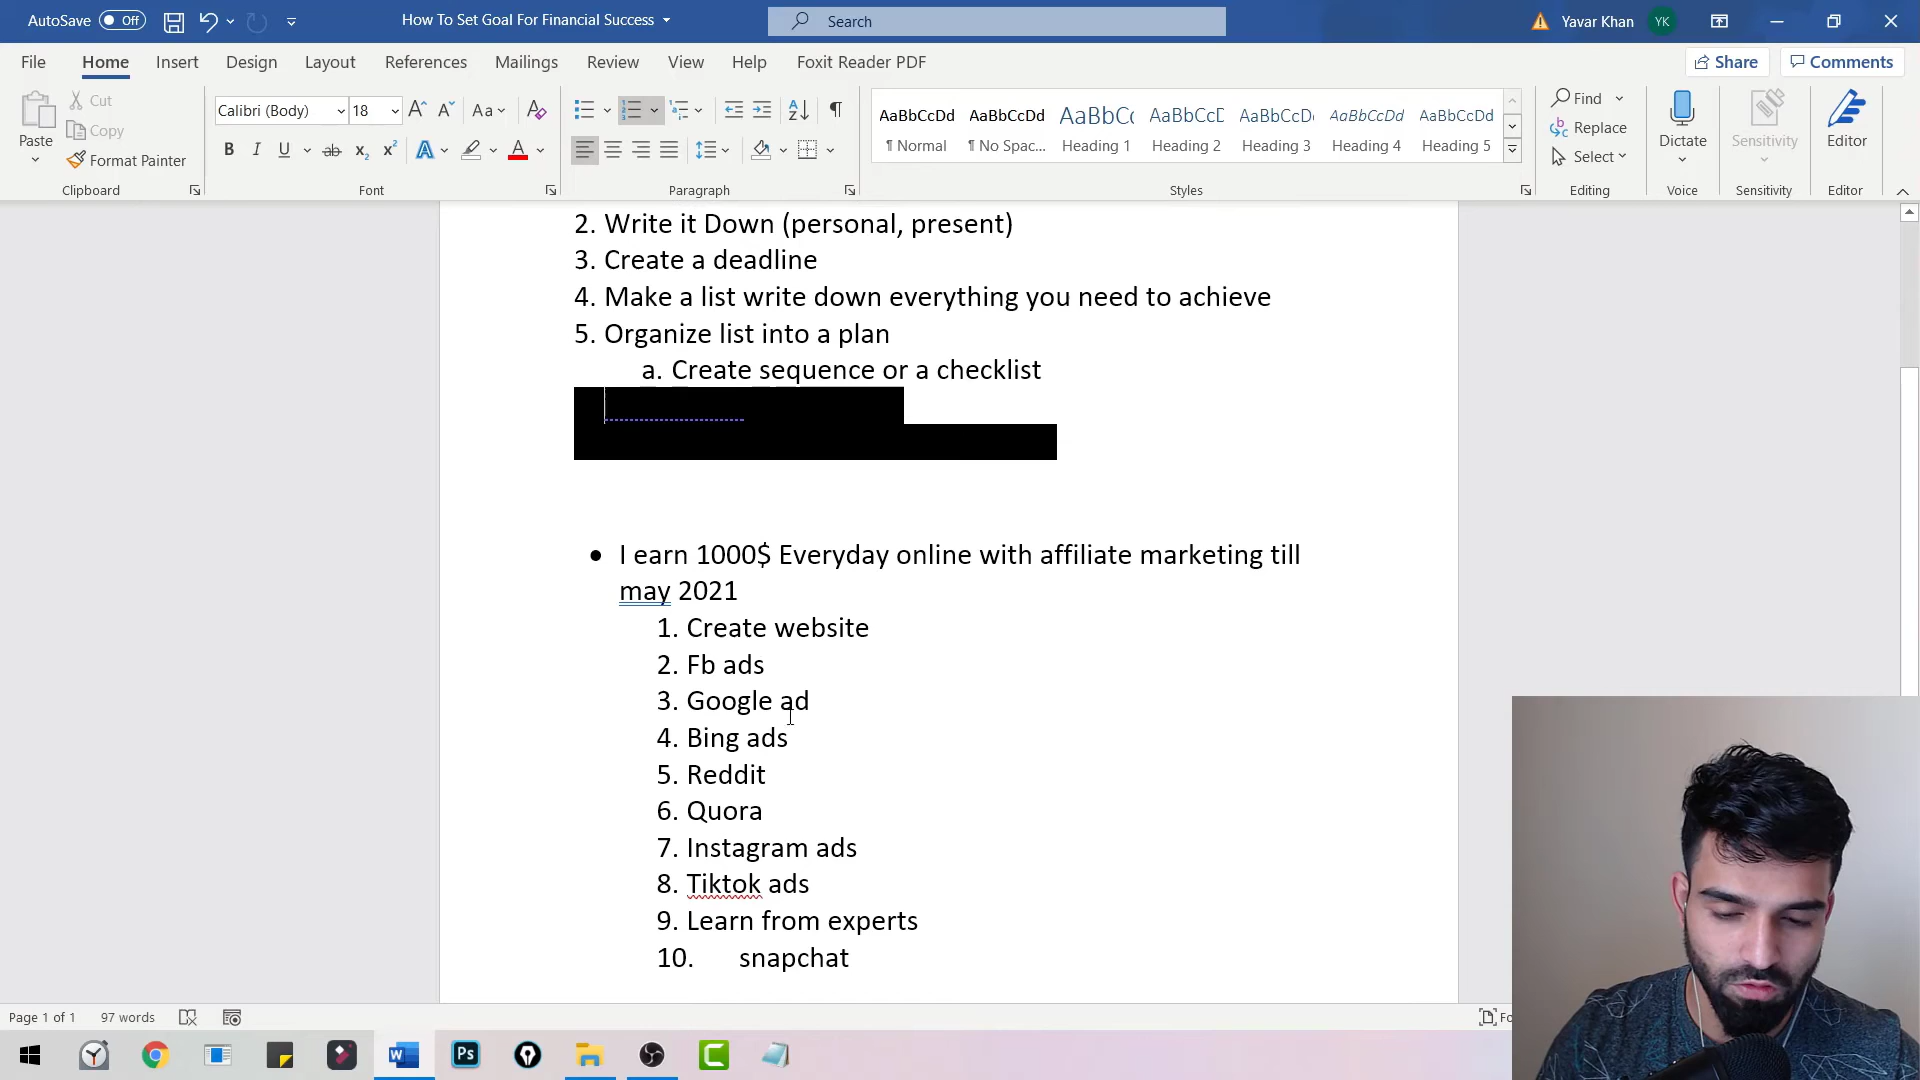 AutoSave Off How To Set Goal For Financial Success Search Yavar Khan YK
File Home Insert Design Layout References Mailings Review View Help Foxit Reader PDF Share Comments
Paste Cut Copy Format Painter Clipboard
Calibri (Body) 18 Aa
B I U ab x₂ x² A A
Font
Paragraph
AaBbCcDd AaBbCcDd AaBbCc AaBbCcD AaBbCcD AaBbCcDd AaBbCcDd
¶ Normal ¶ No Spac... Heading 1 Heading 2 Heading 3 Heading 4 Heading 5
Styles
Find
Replace
Select
Editing
Dictate
Voice
Sensitivity
Sensitivity
Editor
Editor
2. Write it Down (personal, present)
3. Create a deadline
4. Make a list write down everything you need to achieve
5. Organize list into a plan
a. Create sequence or a checklist
• I earn 1000$ Everyday online with affiliate marketing till
may 2021
1. Create website
2. Fb ads
3. Google ad
4. Bing ads
5. Reddit
6. Quora
7. Instagram ads
8. Tiktok ads
9. Learn from experts
10. snapchat
Page 1 of 1 97 words Fo
W Ps C